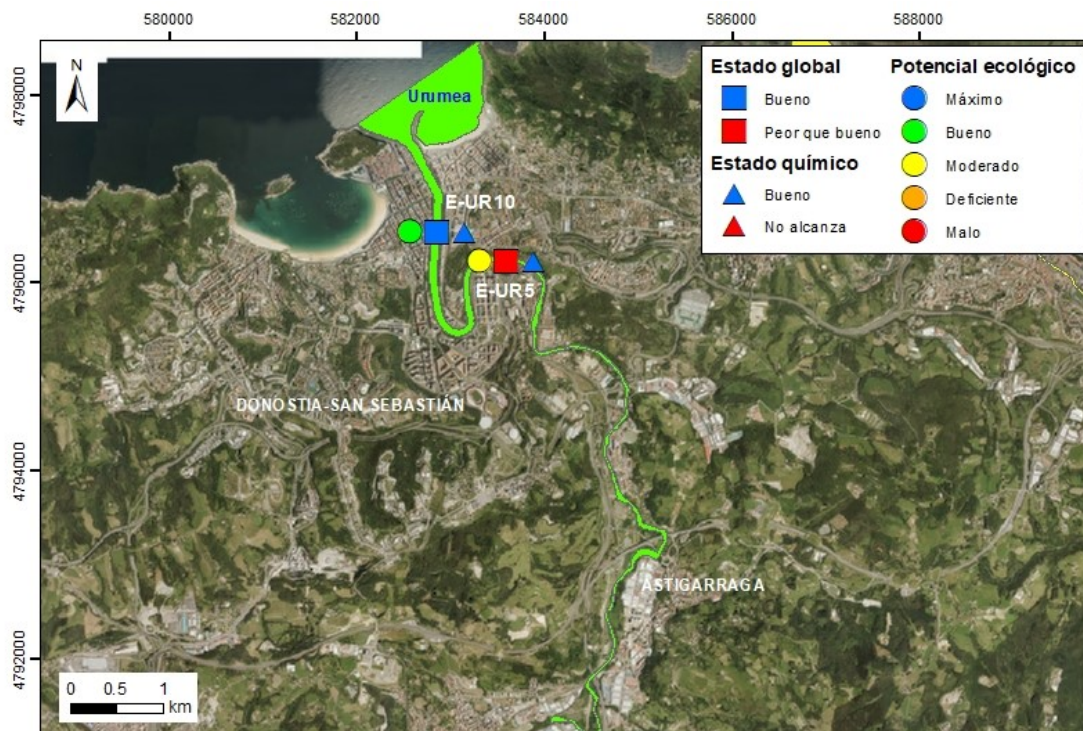 580000 582000 584000 586000 588000
4798000
4796000
4794000
4792000
N
Urumea
E-UR10
E-UR5
DONOSTIA-SAN SEBASTIÁN
ASTIGARRAGA
Estado global
Bueno
Peor que bueno
Estado químico
Bueno
No alcanza
Potencial ecológico
Máximo
Bueno
Moderado
Deficiente
Malo
0 0.5 1
km